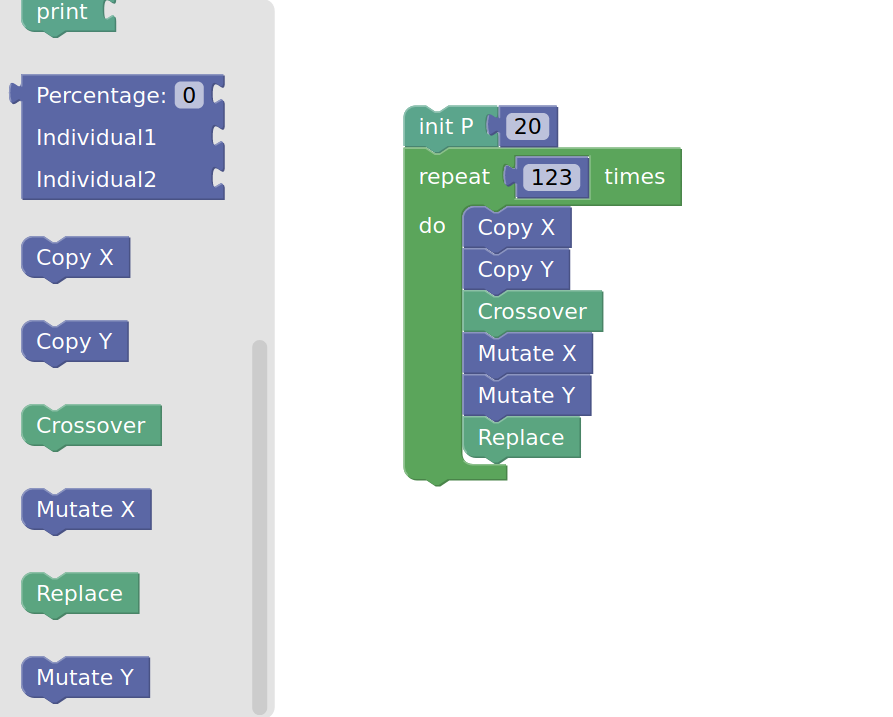 print
Percentage: 0
Individual1
Individual2
Copy X
Copy Y
Crossover
Mutate X
Replace
Mutate Y
init P 20
repeat 123 times
do Copy X
Copy Y
Crossover
Mutate X
Mutate Y
Replace